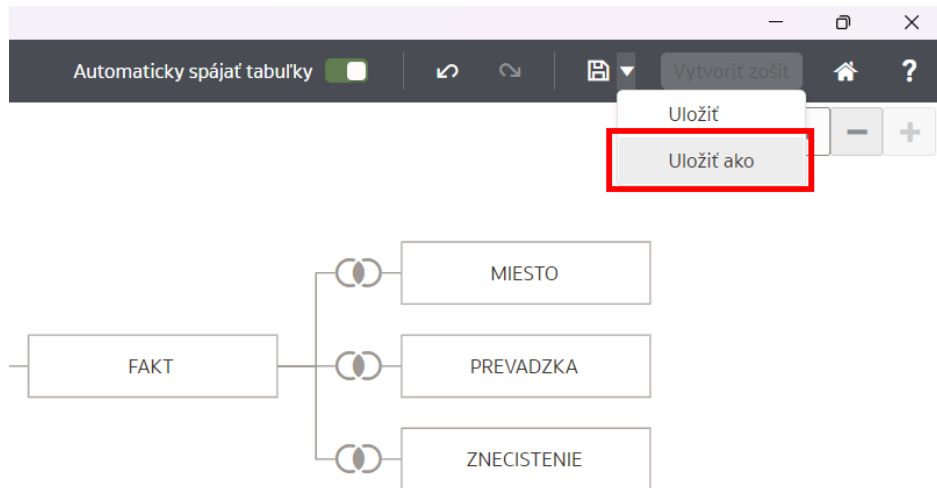 Automaticky spájať tabuľky
Vytvoriť zošit
?
Uložiť
Uložiť ako
MIESTO
FAKT
PREVADZKA
ZNECISTENIE